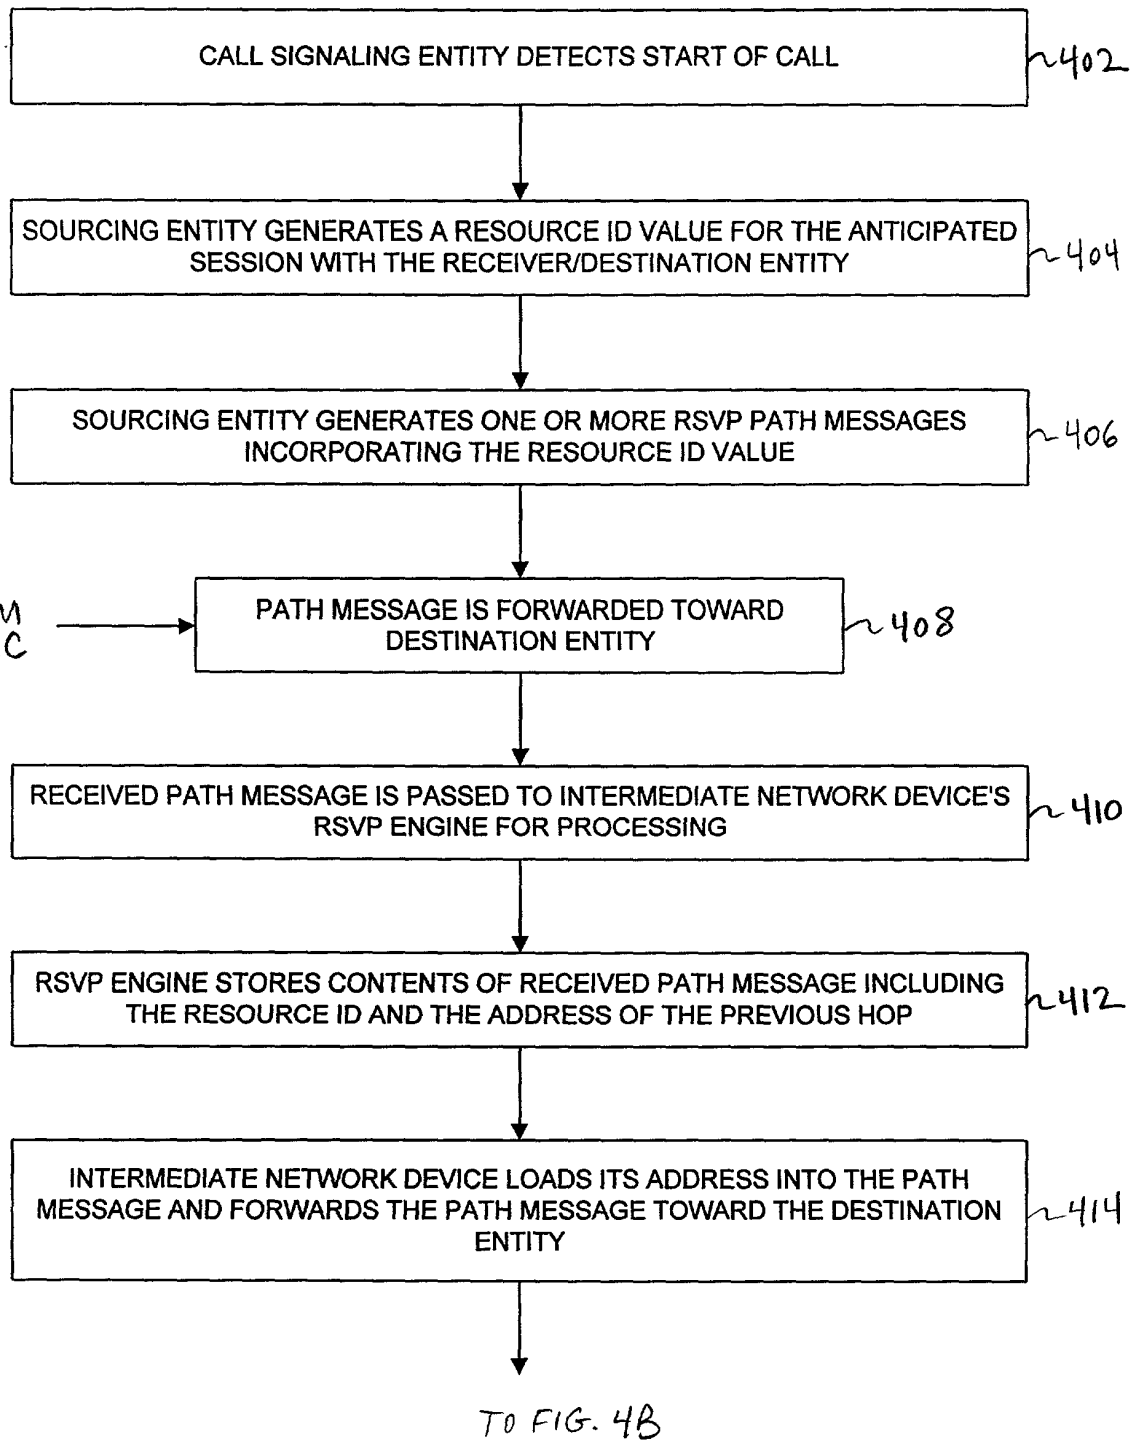 CALL SIGNALING ENTITY DETECTS START OF CALL
402
SOURCING ENTITY GENERATES A RESOURCE ID VALUE FOR THE ANTICIPATED
SESSION WITH THE RECEIVER/DESTINATION ENTITY
404
SOURCING ENTITY GENERATES ONE OR MORE RSVP PATH MESSAGES
INCORPORATING THE RESOURCE ID VALUE
406
C
PATH MESSAGE IS FORWARDED TOWARD
DESTINATION ENTITY
408
RECEIVED PATH MESSAGE IS PASSED TO INTERMEDIATE NETWORK DEVICE'S
RSVP ENGINE FOR PROCESSING
410
RSVP ENGINE STORES CONTENTS OF RECEIVED PATH MESSAGE INCLUDING
THE RESOURCE ID AND THE ADDRESS OF THE PREVIOUS HOP
412
INTERMEDIATE NETWORK DEVICE LOADS ITS ADDRESS INTO THE PATH
MESSAGE AND FORWARDS THE PATH MESSAGE TOWARD THE DESTINATION
ENTITY
414
TO FIG. 4B